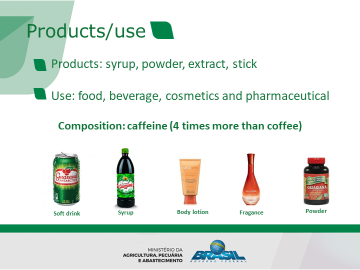 Products/use
Products: syrup, powder, extract, stick
Use: food, beverage, cosmetics and pharmaceutical
Composition: caffeine (4 times more than coffee)
Soft drink
Syrup
Body lotion
Fragance
Powder
MINISTÉRIO DA
AGRICULTURA, PECUÁRIA
E ABASTECIMENTO
BRASIL